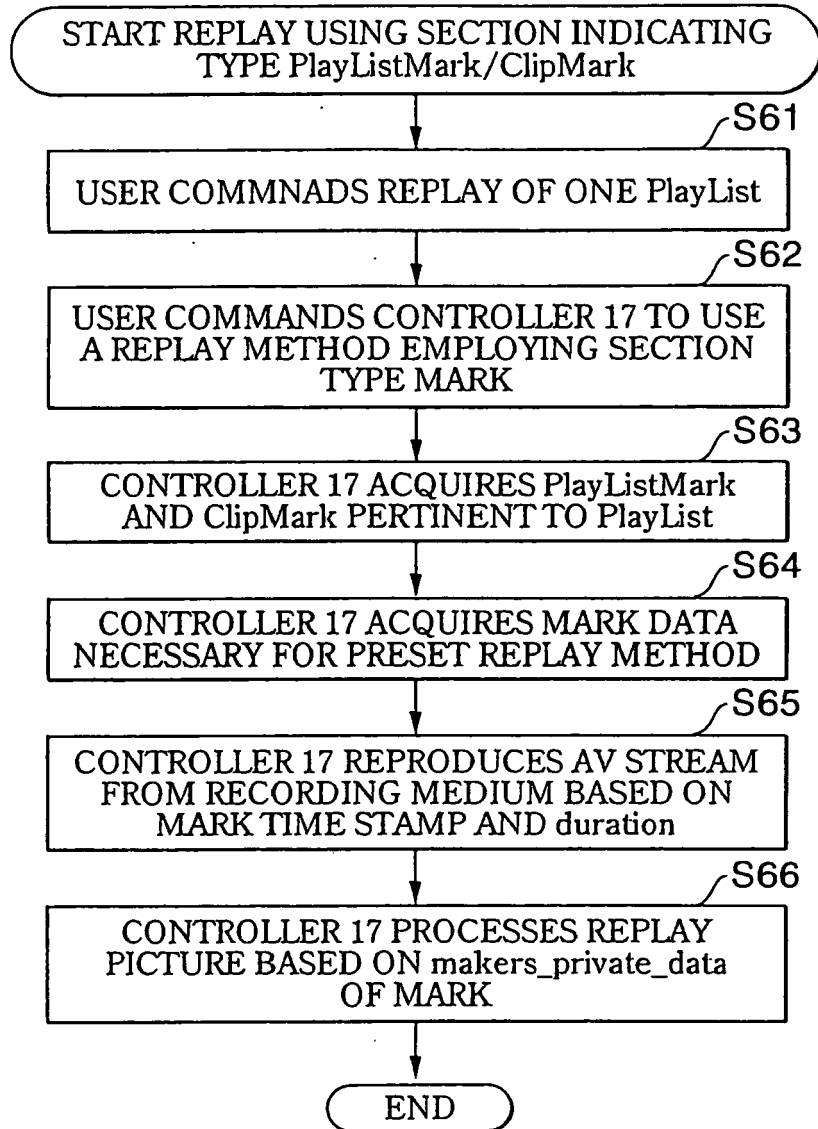 START REPLAY USING SECTION INDICATING
TYPE PlayListMark/ClipMark
S61
USER COMMNADS REPLAY OF ONE PlayList
S62
USER COMMANDS CONTROLLER 17 TO USE
A REPLAY METHOD EMPLOYING SECTION
TYPE MARK
S63
CONTROLLER 17 ACQUIRES PlayListMark
AND ClipMark PERTINENT TO PlayList
S64
CONTROLLER 17 ACQUIRES MARK DATA
NECESSARY FOR PRESET REPLAY METHOD
S65
CONTROLLER 17 REPRODUCES AV STREAM
FROM RECORDING MEDIUM BASED ON
MARK TIME STAMP AND duration
S66
CONTROLLER 17 PROCESSES REPLAY
PICTURE BASED ON makers_private_data
OF MARK
END